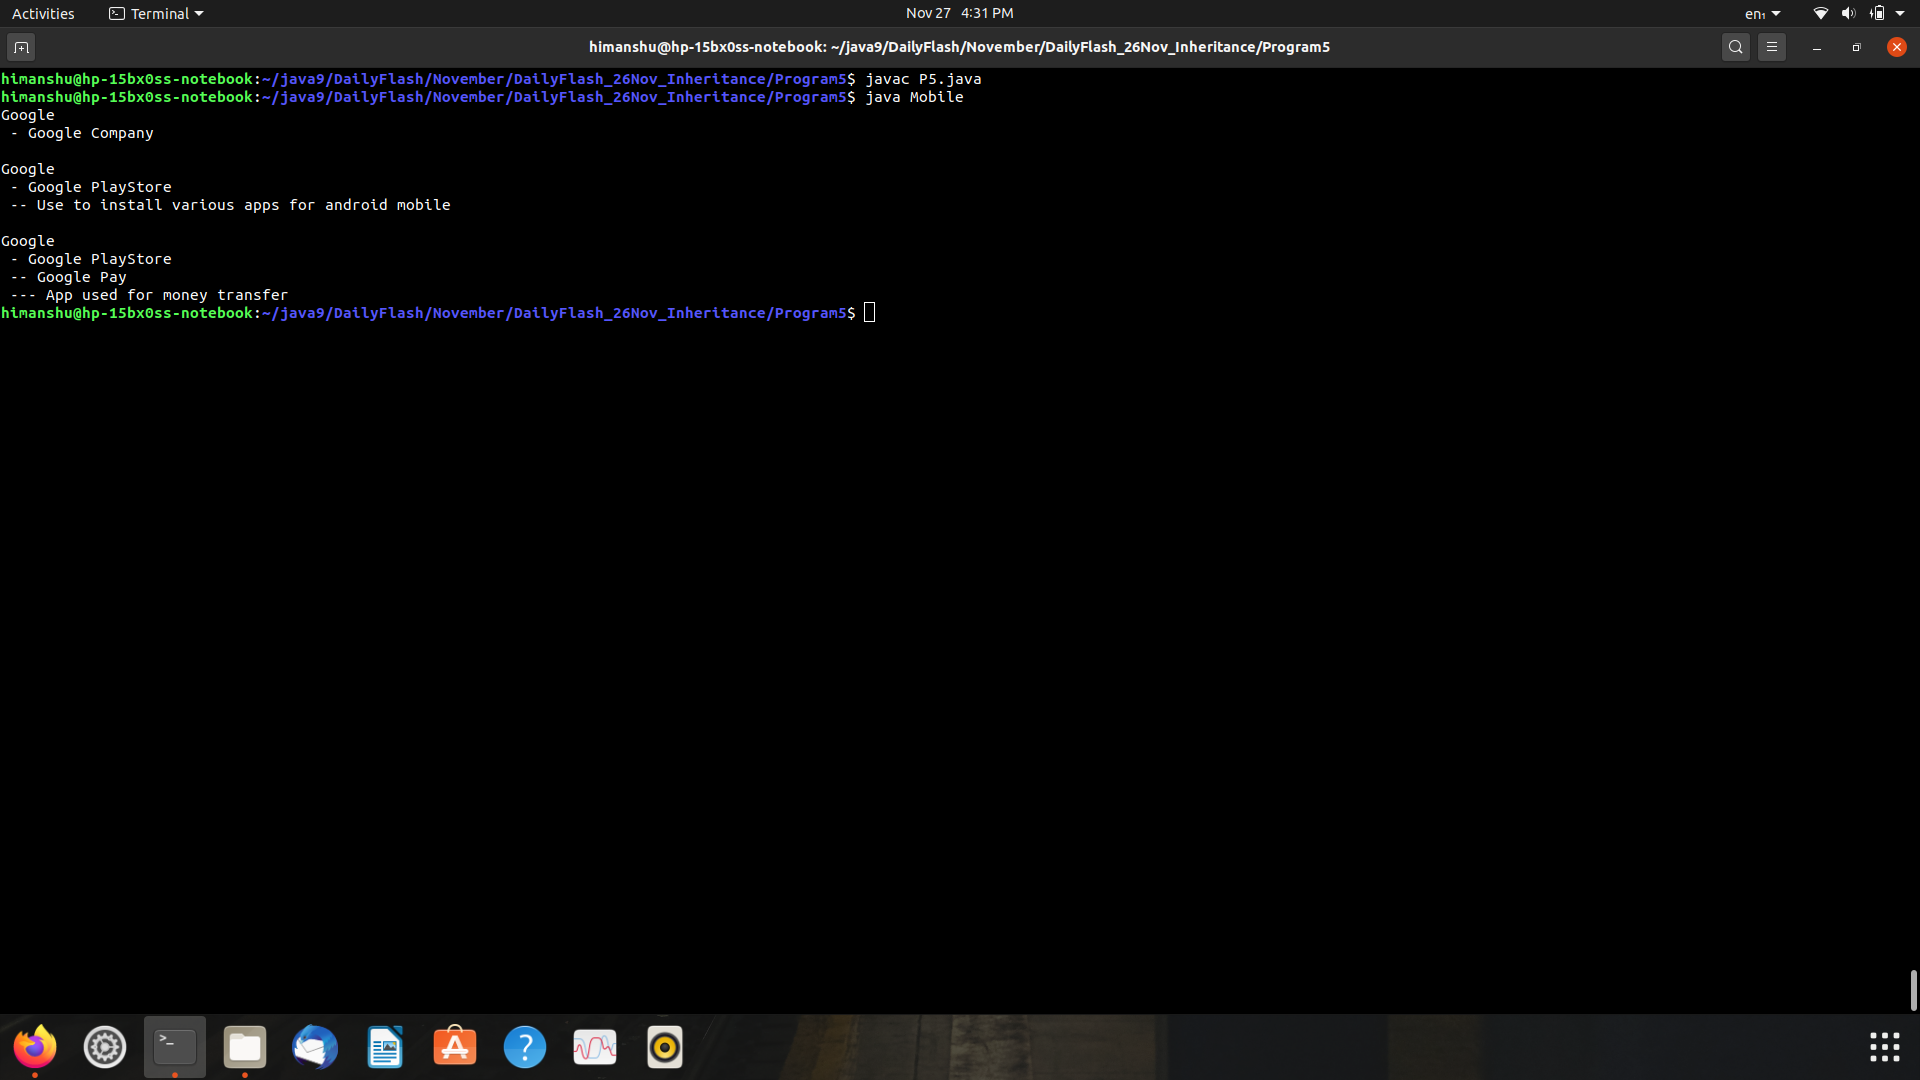 Activities Terminal Nov 27 4:31 PM en₁
himanshu@hp-15bx0ss-notebook: ~/java9/DailyFlash/November/DailyFlash_26Nov_Inheritance/Program5
himanshu@hp-15bx0ss-notebook:~/java9/DailyFlash/November/DailyFlash_26Nov_Inheritance/Program5$ javac P5.java
himanshu@hp-15bx0ss-notebook:~/java9/DailyFlash/November/DailyFlash_26Nov_Inheritance/Program5$ java Mobile
Google
 - Google Company

Google
 - Google PlayStore
 -- Use to install various apps for android mobile

Google
 - Google PlayStore
 -- Google Pay
 --- App used for money transfer
himanshu@hp-15bx0ss-notebook:~/java9/DailyFlash/November/DailyFlash_26Nov_Inheritance/Program5$